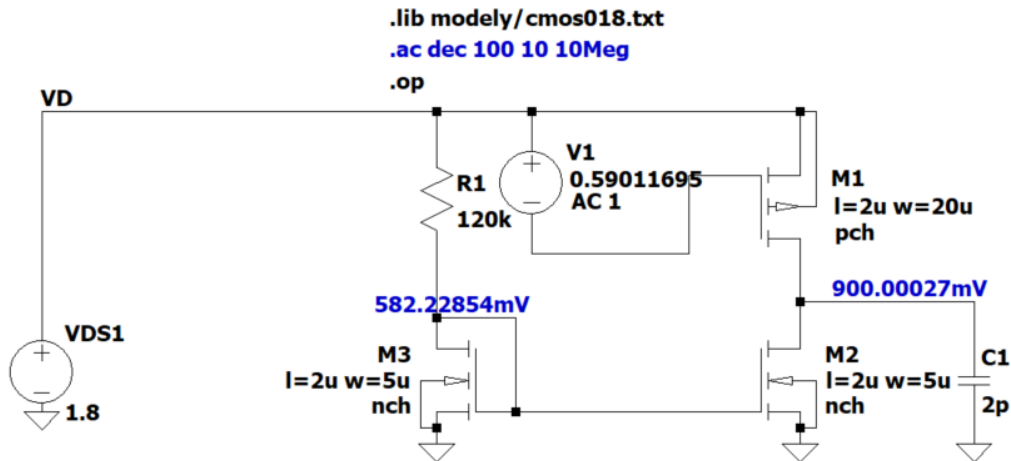 .lib modely/cmos018.txt
.ac dec 100 10 10Meg
.op
VD
V1
0.59011695
AC 1
R1
120k
M1
l=2u w=20u
pch
582.22854mV
900.00027mV
VDS1
1.8
M3
l=2u w=5u
nch
M2
l=2u w=5u
nch
C1
2p